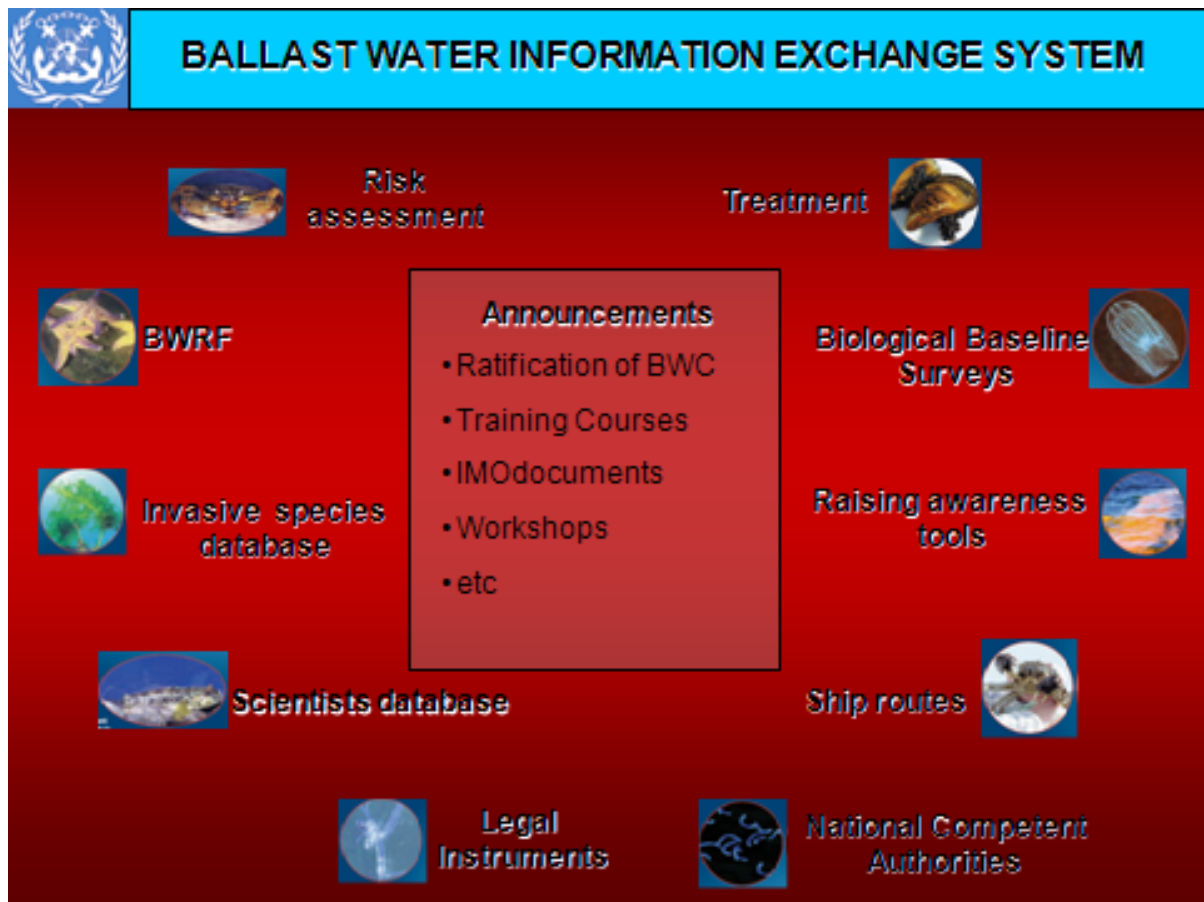 BALLAST WATER INFORMATION EXCHANGE SYSTEM
Risk
assessment
Treatment
BWRF
Announcements
• Ratification of BWC
• Training Courses
• IMOdocuments
• Workshops
• etc
Biological Baseline
Surveys
Invasive species
database
Raising awareness
tools
Scientists database
Ship routes
Legal
Instruments
National Competent
Authorities